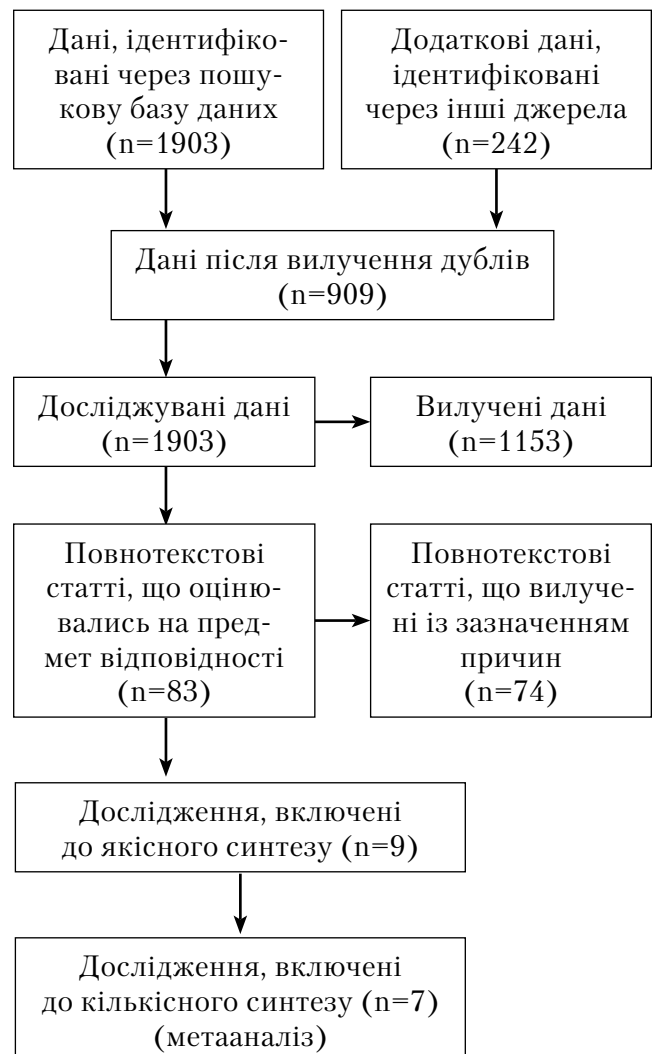 Дані, ідентифіко-
вані через пошу-
кову базу даних
(n=1903)
Додаткові дані,
ідентифіковані
через інші джерела
(n=242)
Дані після вилучення дублів
(n=909)
Досліджувані дані
(n=1903)
Вилучені дані
(n=1153)
Повнотекстові
статті, що оціню-
вались на пред-
мет відповідності
(n=83)
Повнотекстові
статті, що вилуче-
ні із зазначенням
причин
(n=74)
Дослідження, включені
до якісного синтезу (n=9)
Дослідження, включені
до кількісного синтезу (n=7)
(метааналіз)